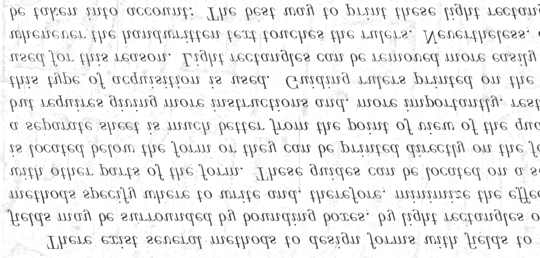 There exist several methods to design forms with fields to
fields may be surrounded by bounding boxes, by light rectangles o
methods specify where to write and, therefore, minimize the effec
with other parts of the form. These guides can be located on a s
is located below the form or they can be printed directly on the fo
a separate sheet is much better from the point of view of the qua
but requires giving more instructions and, more importantly, rest
this type of acquisition is used. Guiding rulers printed on the
used for this reason. Light rectangles can be removed more easily
whenever the handwritten text touches the rulers. Nevertheless,
be taken into account: The best way to print these light rectang